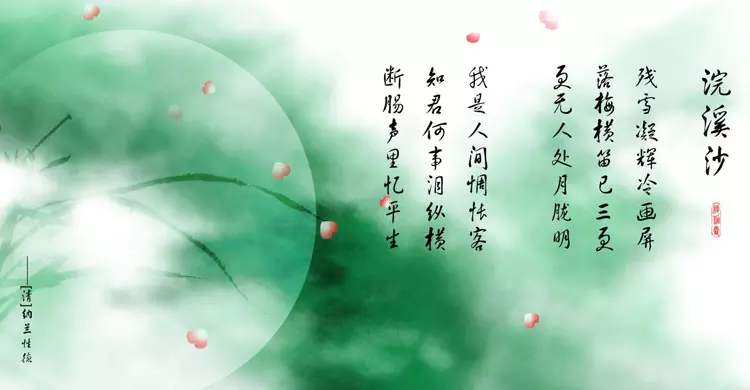 浣溪沙
残雪凝辉冷画屏
落梅横笛已三更
更无人处月胧明
我是人间惆怅客
知君何事泪纵横
断肠声里忆平生
——[清]纳兰性德